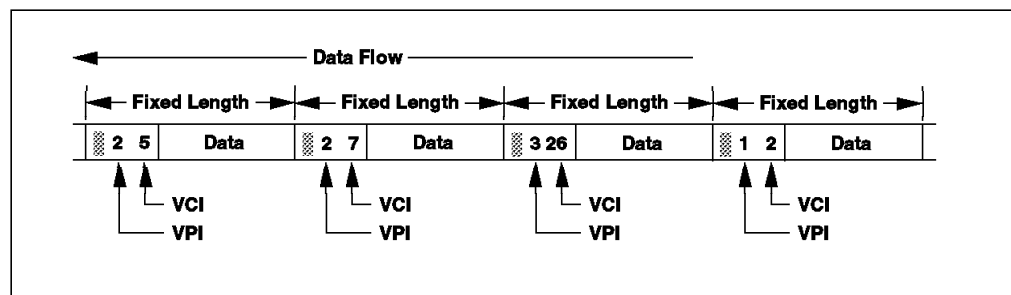 Data Flow
Fixed Length Fixed Length Fixed Length Fixed Length
2 5 Data 2 7 Data 3 26 Data 1 2 Data
VCI VCI VCI VCI
VPI VPI VPI VPI